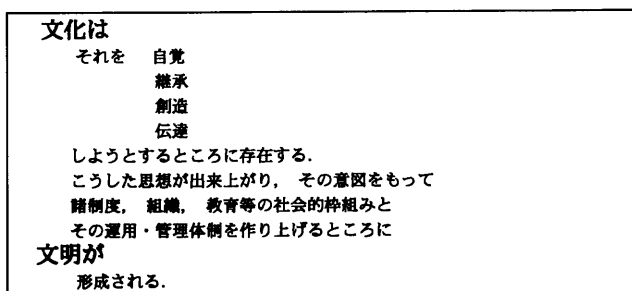 文化は
それを 自覚
継承
創造
伝達
しようとするところに存在する.
こうした思想が出来上がり, その意図をもって
諸制度, 組織, 教育等の社会的枠組みと
その運用・管理体制を作り上げるところに
文明が
形成される.